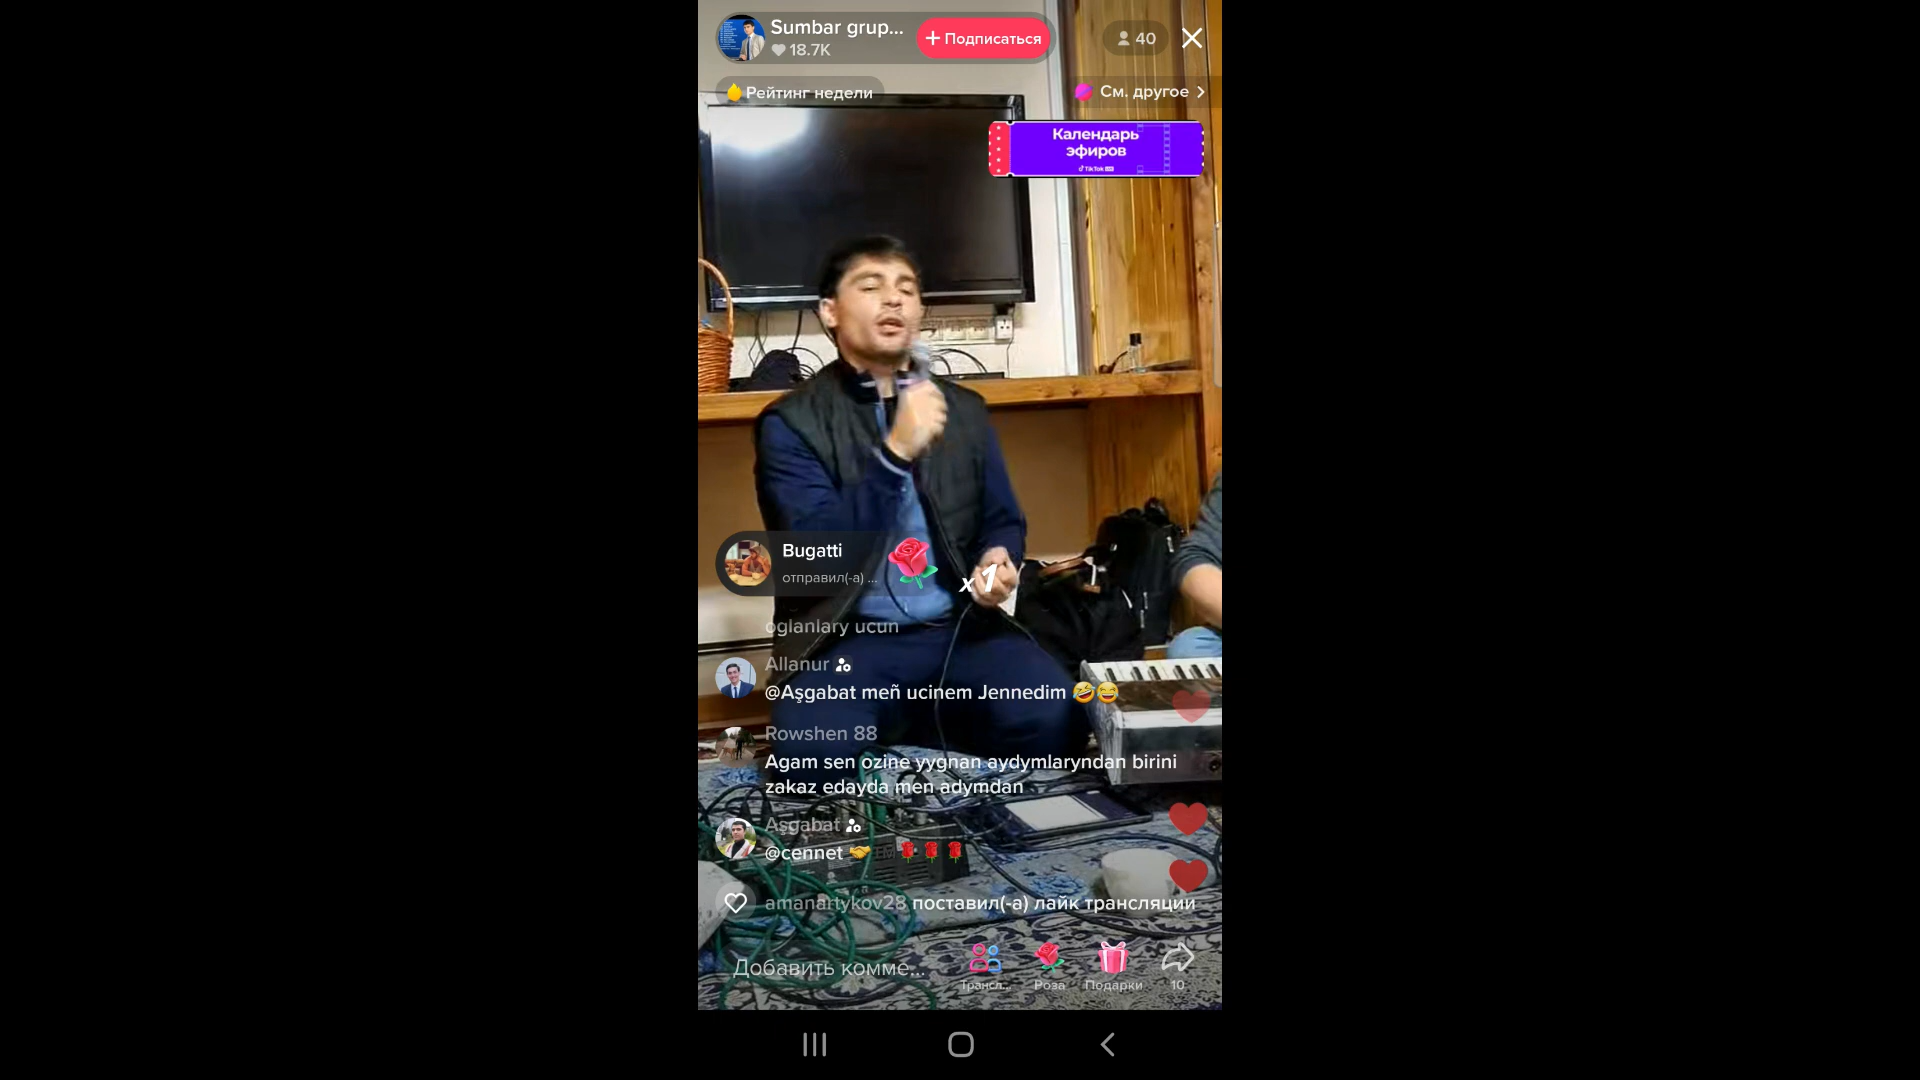 Sumbar grup...
18.7K
+ Подписаться
40
Рейтинг недели
См. другое
Календарь
эфиров
TikTok
Bugatti
отправил(-а) ...
x1
oglanlary ucun
Allanur
@Aşgabat meñ ucinem Jennedim 🤣😂
Rowshen 88
Agam sen ozine yygnan aydymlaryndan birini
zakaz edayda men adymdan
Aşgabat
@cennet 🤝 🌹🌹🌹
amanartykov28 поставил(-а) лайк трансляции
Добавить комме...
Трансл...
Роза
Подарки
10